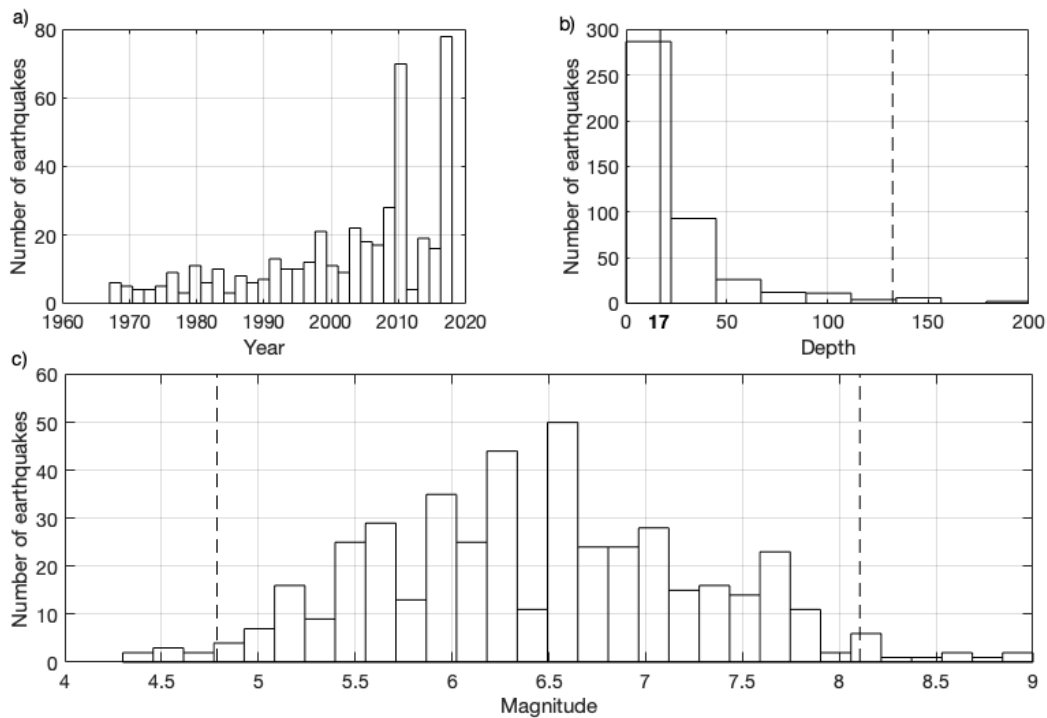 a)
80
60
40
20
0
Number of earthquakes
1960 1970 1980 1990 2000 2010 2020
Year
b)
300
250
200
150
100
50
0
Number of earthquakes
0 17 50 100 150 200
Depth
c)
60
50
40
30
20
10
0
Number of earthquakes
4 4.5 5 5.5 6 6.5 7 7.5 8 8.5 9
Magnitude